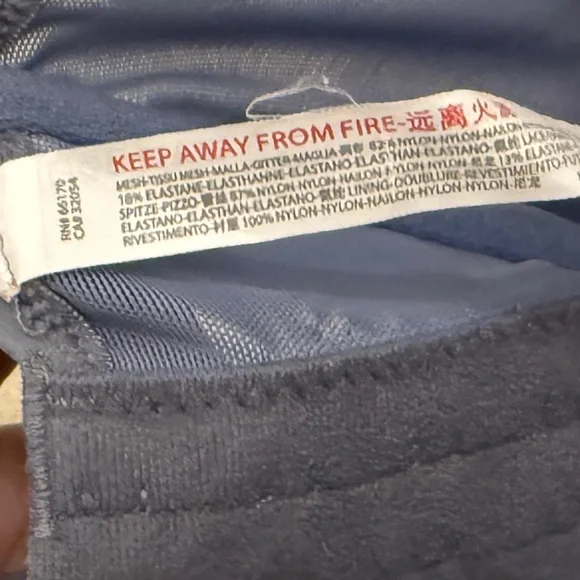 KEEP AWAY FROM FIRE-远离火
MESH-TISSU MESH-MALLA-GITTER-MAGLIA-网布 82% NYLON-NYLON-NAILON
18% ELASTANE-ELASTHANNE-ELASTANO-ELASTHAN-ELASTANO-氨纶 LACE
SPITZE-PIZZO-蕾丝 87% NYLON-NYLON-NAILON-NYLON-NYLON-尼龙 13% ELASTANE
ELASTANO-ELASTHAN-ELASTANO-氨纶 LINING-DOUBLURE-REVESTIMIENTO-FUT
RIVESTIMENTO-衬里 100% NYLON-NYLON-NAILON-NYLON-NYLON-尼龙
RN# 66170
CA# 32054